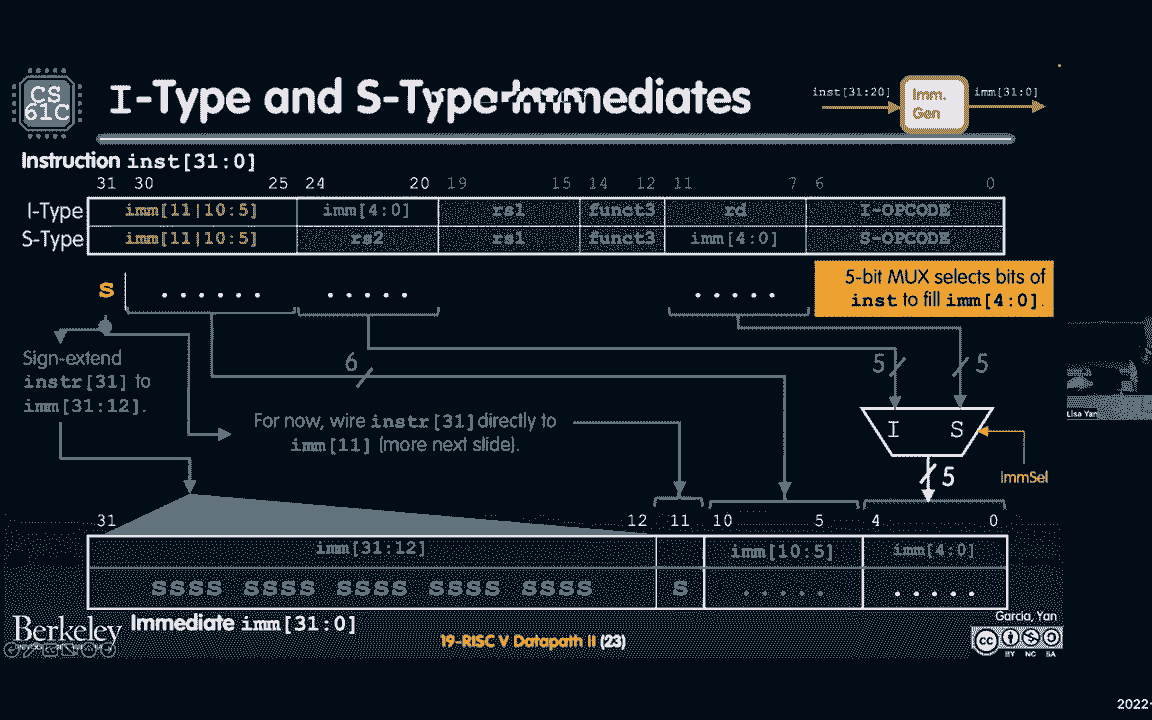 CS
61C
I-Type and S-Type Immediates
inst[31:20]
Imm.
Gen
imm[31:0]
Instruction inst[31:0]
31 30 25 24 20 19 15 14 12 11 7 6 0
I-Type imm[11|10:5] imm[4:0] rs1 funct3 rd I-OPCODE
S-Type imm[11|10:5] rs2 rs1 funct3 imm[4:0] S-OPCODE
s ...... ..... .....
5-bit MUX selects bits of
inst to fill imm[4:0].
Sign-extend
instr[31] to
imm[31:12].
6
5 5
For now, wire instr[31] directly to
imm[11] (more next slide).
I S
ImmSel
5
31 12 11 10 5 4 0
imm[31:12] imm[10:5] imm[4:0]
ssss ssss ssss ssss ssss s ..... .....
Immediate imm[31:0]
Berkeley
19-RISC V Datapath II (23)
Garcia, Yan
cc
BY NC SA
Lisa Yan
2022-